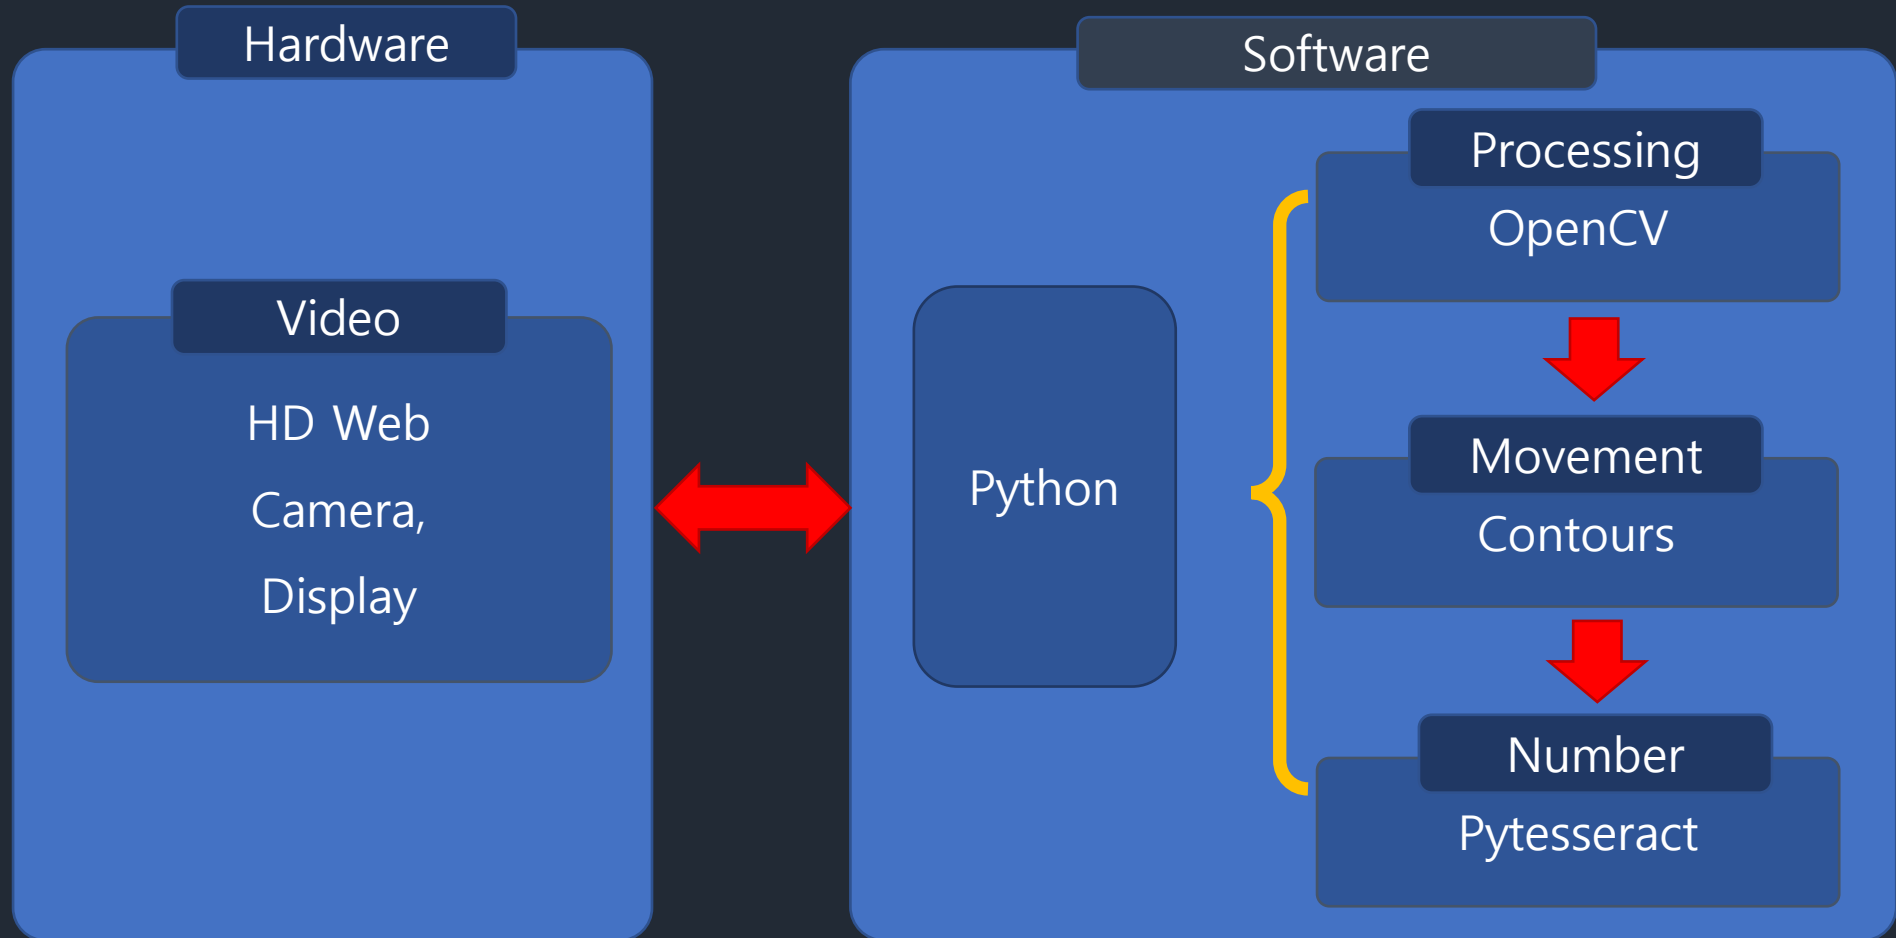 Hardware
Video
HD Web
Camera,
Display
Software
Python
Processing
OpenCV
Movement
Contours
Number
Pytesseract